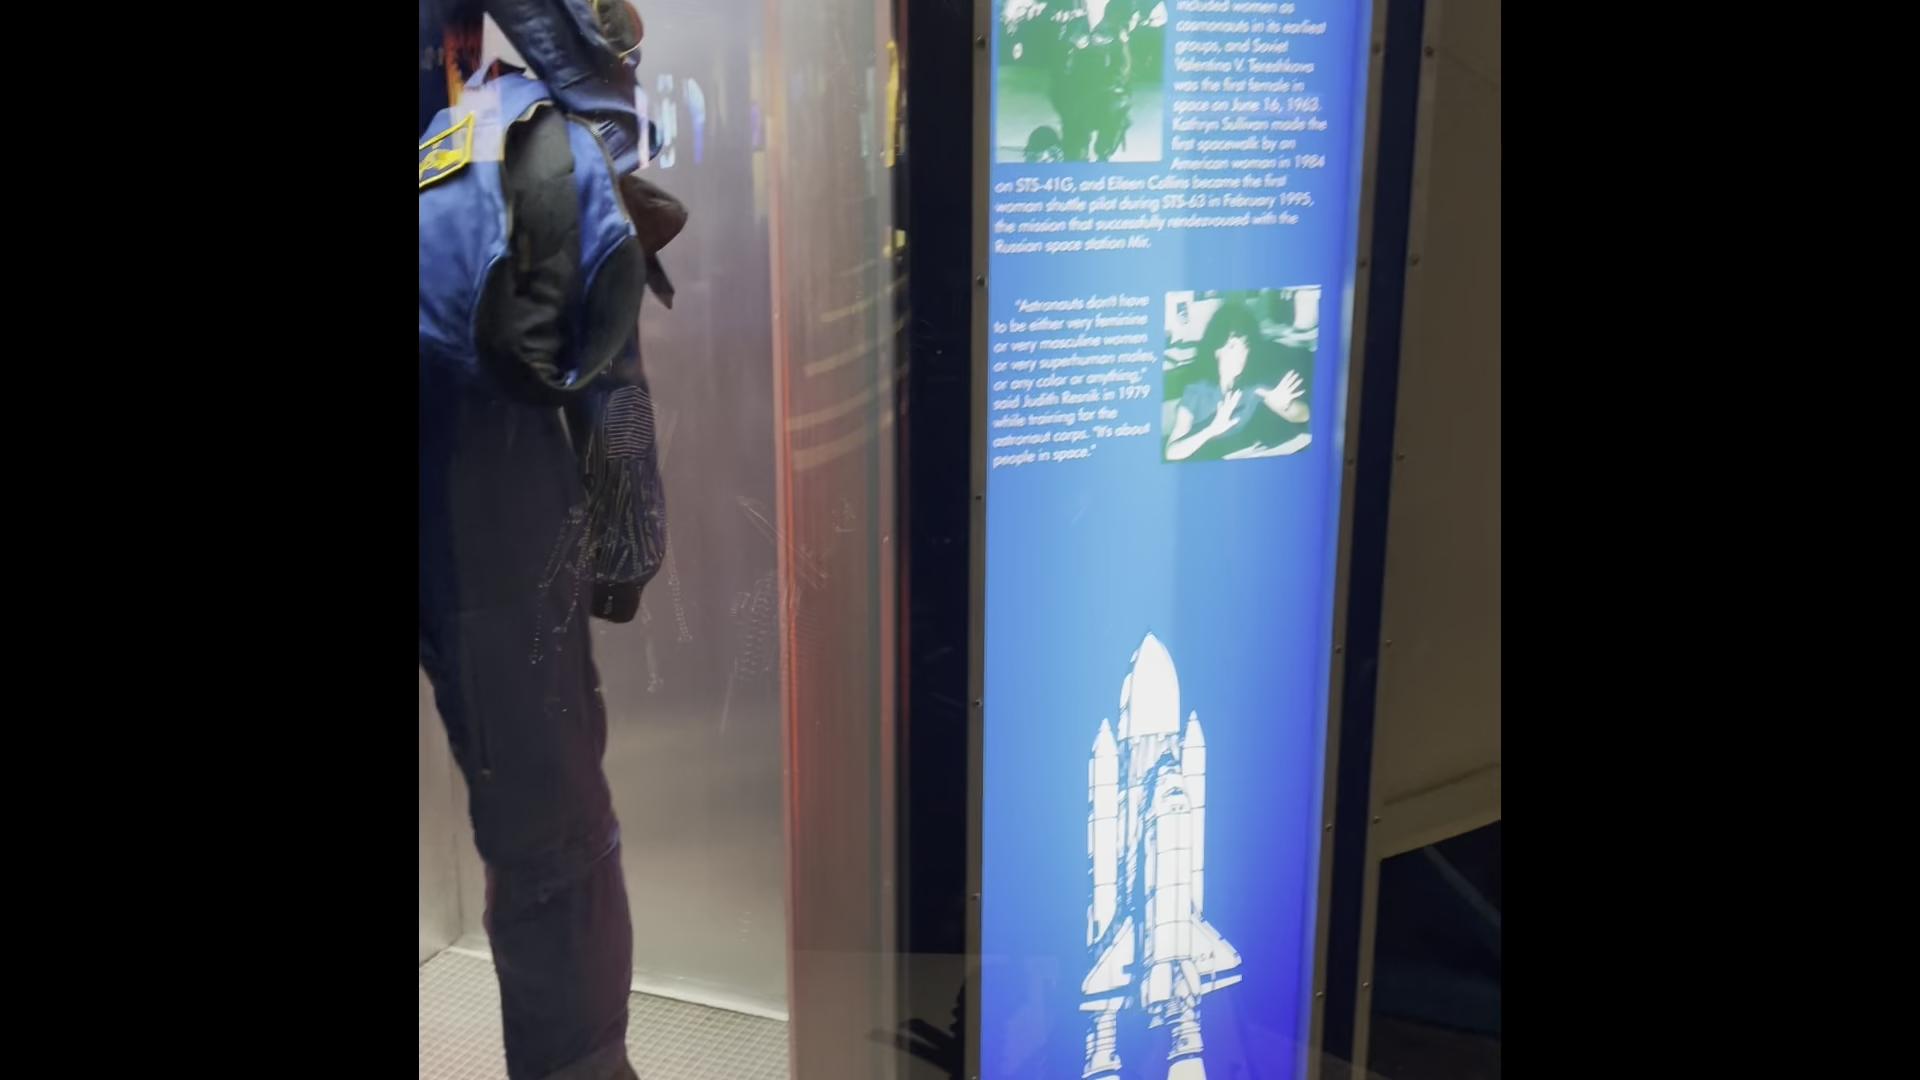 included women as
cosmonauts in its earliest
groups, and Soviet
Valentina V. Tereshkova
was the first female in
space on June 16, 1963.
Kathryn Sullivan made the
first spacewalk by an
American woman in 1984
on STS-41G, and Eileen Collins became the first
woman shuttle pilot during STS-63 in February 1995,
the mission that successfully rendezvoused with the
Russian space station Mir.
"Astronauts don't have
to be either very feminine
or very masculine women
or very superhuman males,
or any color or anything,"
said Judith Resnik in 1979
while training for the
astronaut corps. "It's about
people in space."
USA